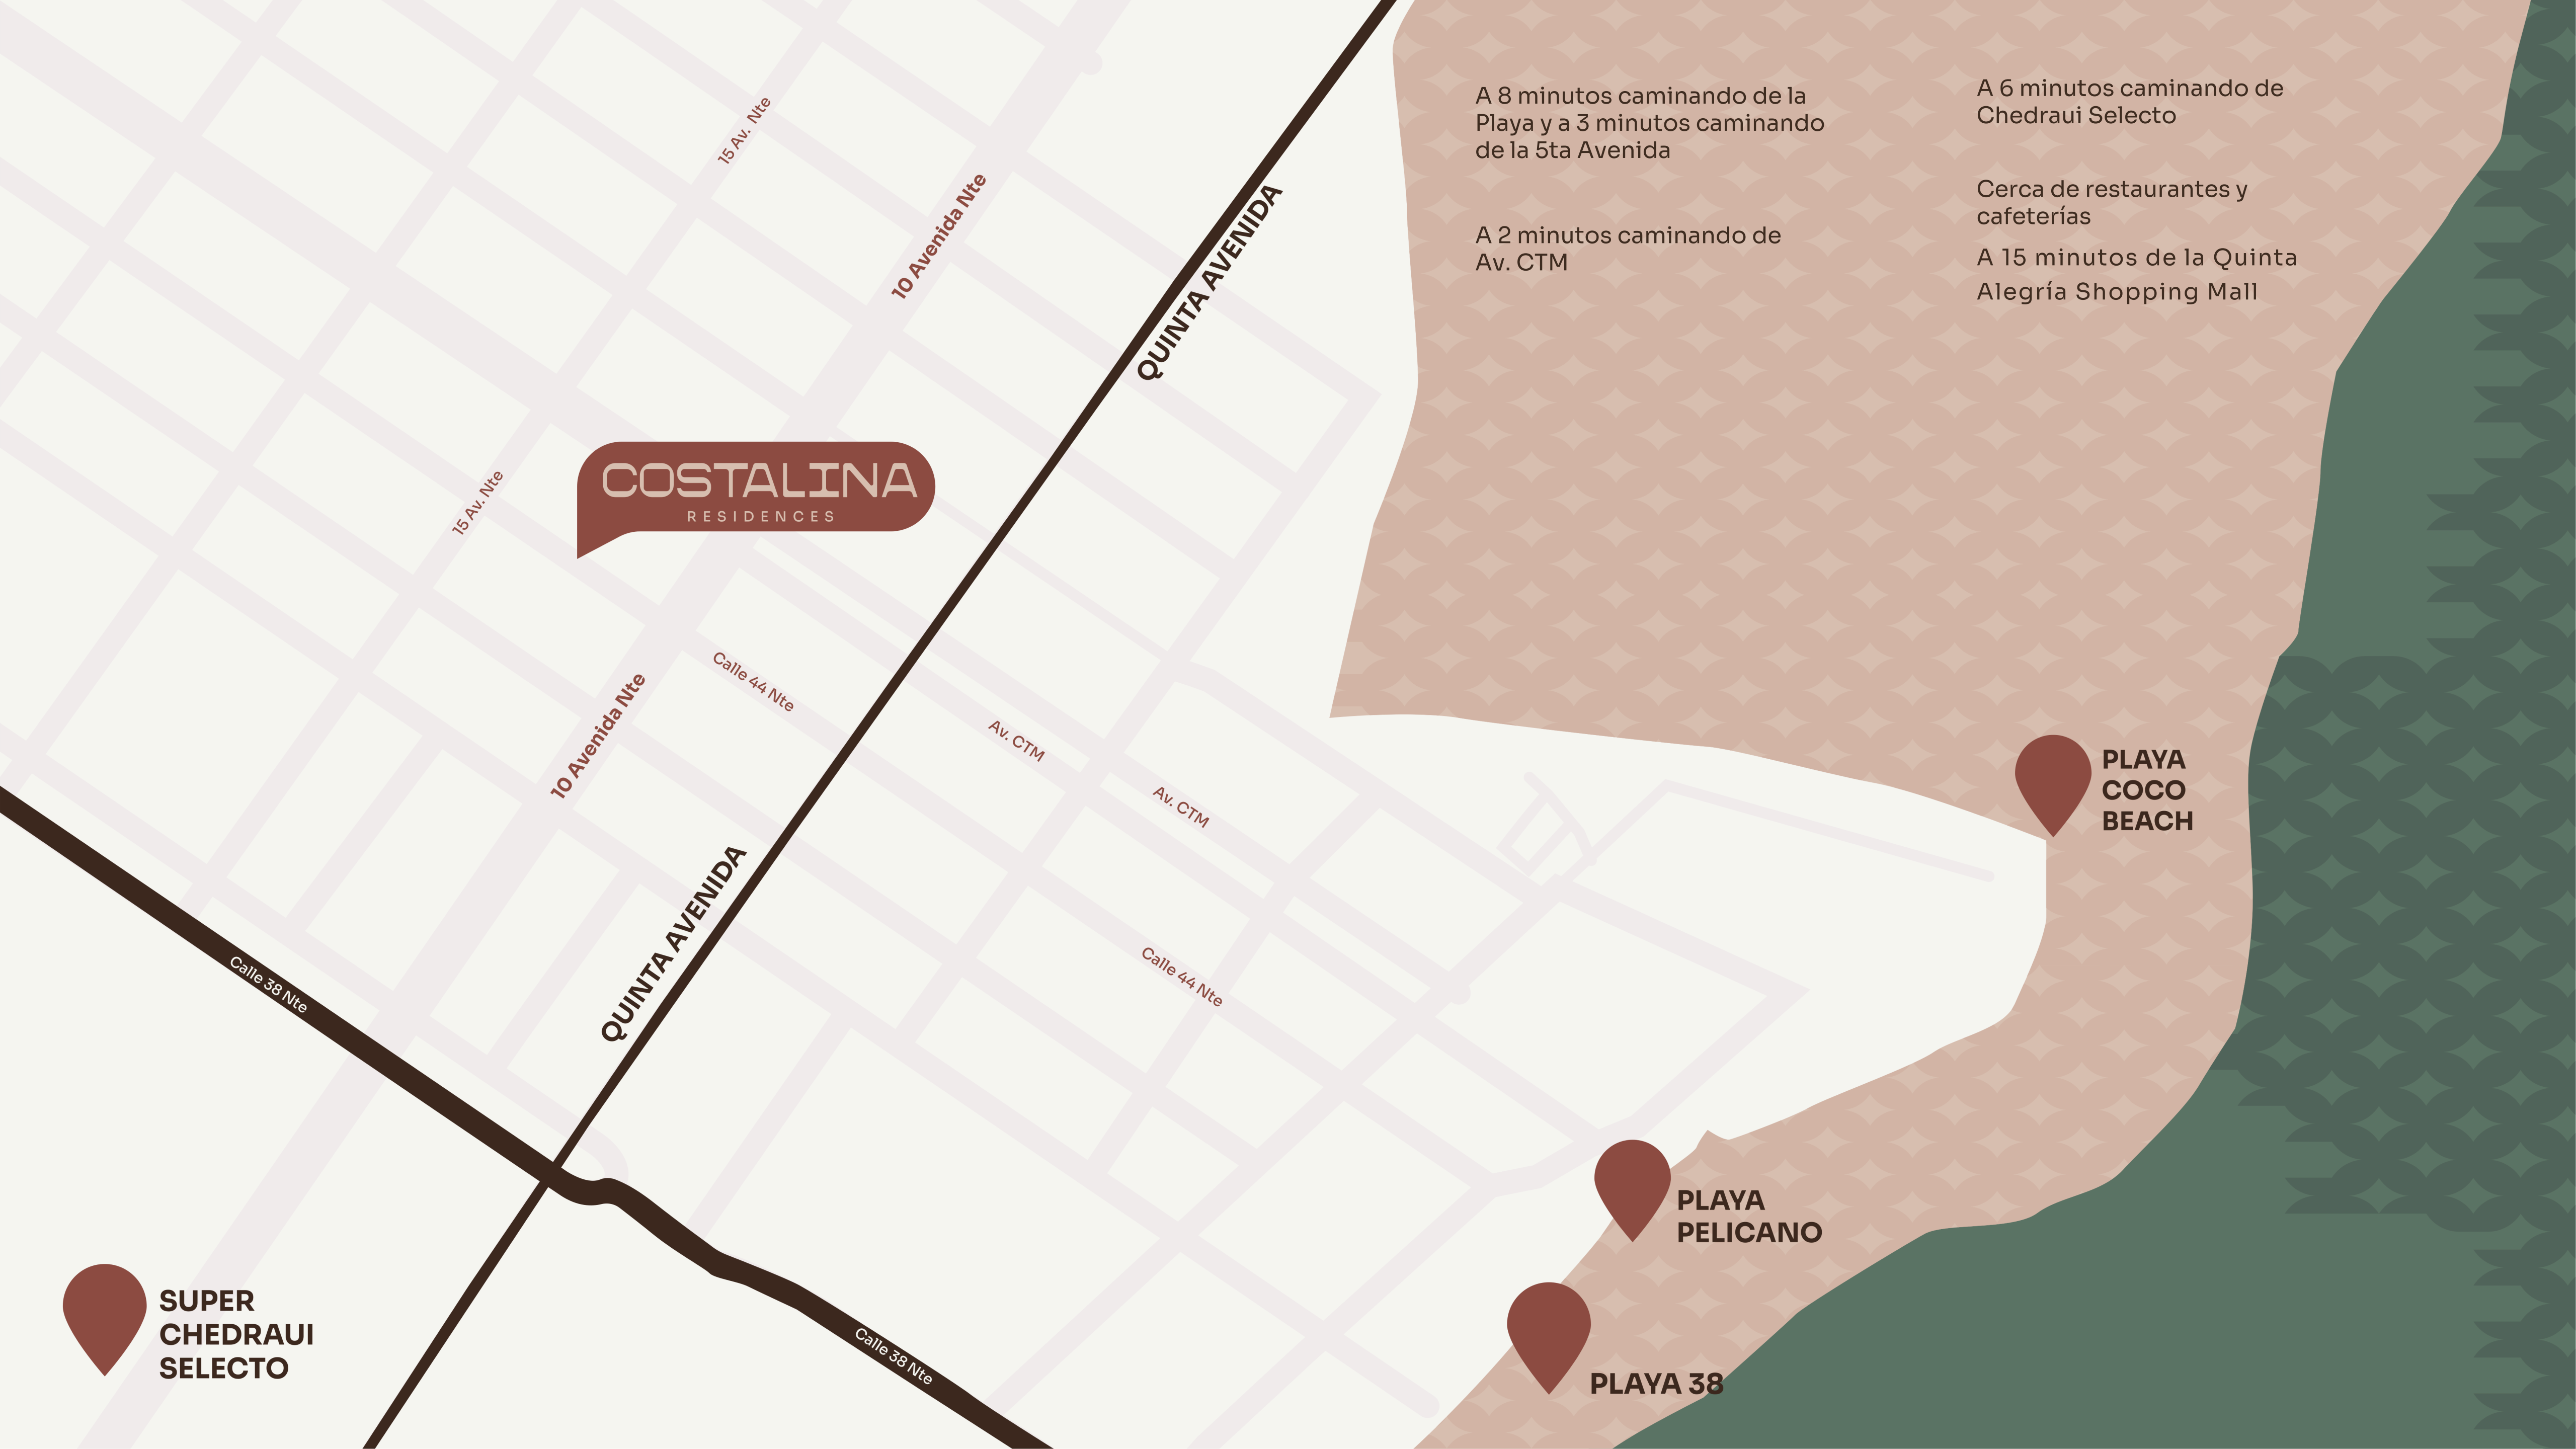 A 8 minutos caminando de la
Playa y a 3 minutos caminando
de la 5ta Avenida
A 2 minutos caminando de
Av. CTM
A 6 minutos caminando de
Chedraui Selecto
Cerca de restaurantes y
cafeterías
A 15 minutos de la Quinta
Alegría Shopping Mall
15 Av. Nte
10 Avenida Nte
QUINTA AVENIDA
COSTALINA
RESIDENCES
15 Av. Nte
Calle 44 Nte
10 Avenida Nte
Av. CTM
Av. CTM
QUINTA AVENIDA
Calle 44 Nte
Calle 38 Nte
PLAYA
COCO
BEACH
PLAYA
PELICANO
SUPER
CHEDRAUI
SELECTO
Calle 38 Nte
PLAYA 38